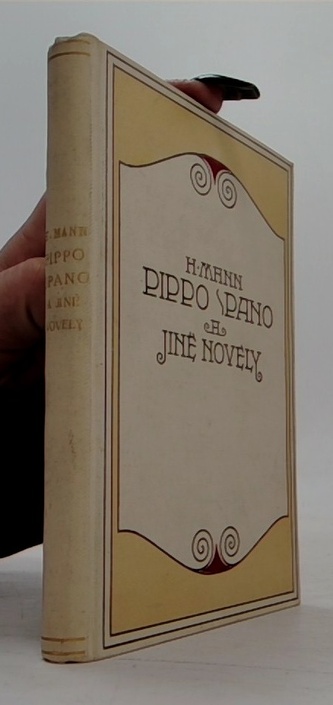 H. MANN
PIPPO
SPANO
A JINÉ
NOVELY
H·MANN
PIPPO SPANO
A
JINÉ NOVELY